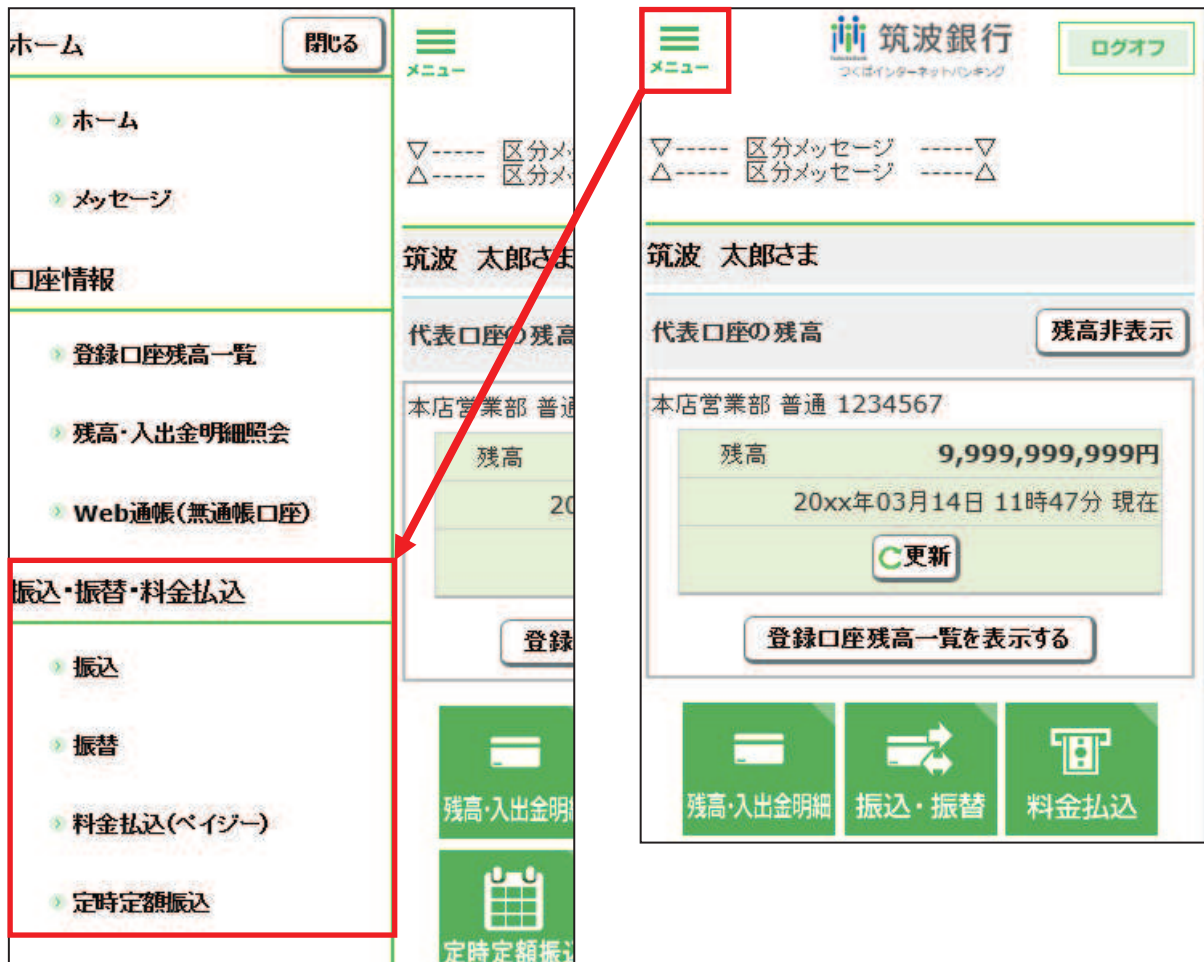 ホーム
閉じる
ホーム
メッセージ
口座情報
登録口座残高一覧
残高・入出金明細照会
Web通帳(無通帳口座)
振込・振替・料金払込
振込
振替
料金払込(ペイジー)
定時定額振込
メニュー
▽----- 区分メ
△----- 区分メ
筑波 太郎さま
代表口座の残高
本店営業部 普通
残高
20
登録
残高・入出金明
定時定額振込
メニュー
筑波銀行
つくばインターネットバンキング
ログオフ
▽----- 区分メッセージ -----▽
△----- 区分メッセージ -----△
筑波 太郎さま
代表口座の残高
残高非表示
本店営業部 普通 1234567
残高 9,999,999,999円
20xx年03月14日 11時47分 現在
更新
登録口座残高一覧を表示する
残高・入出金明細
振込・振替
料金払込